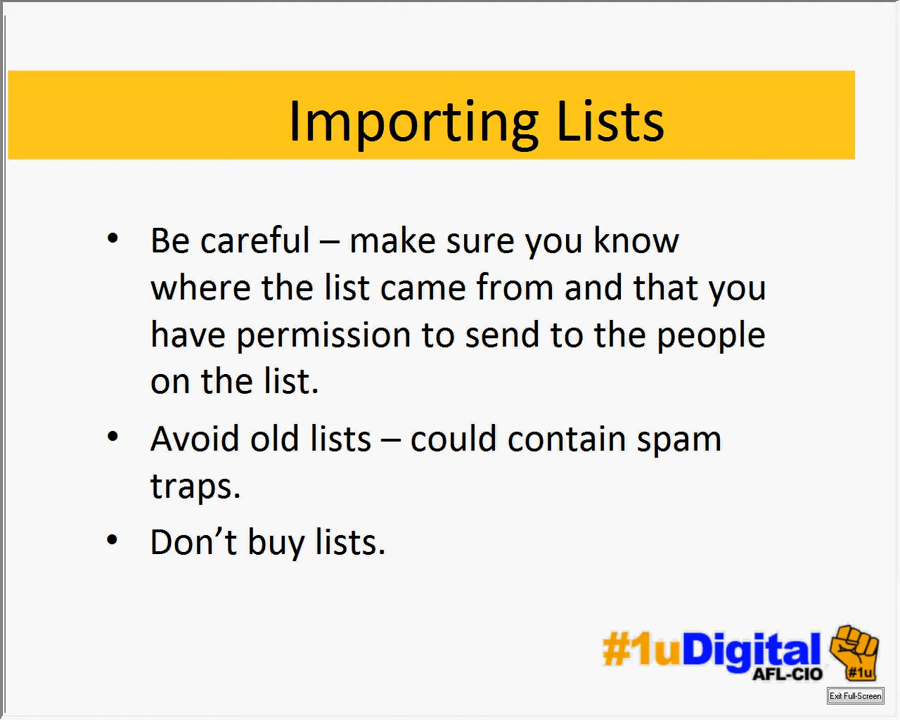 Importing Lists
• Be careful – make sure you know
where the list came from and that you
have permission to send to the people
on the list.
• Avoid old lists – could contain spam
traps.
• Don’t buy lists.
#1uDigital
AFL-CIO
#1u
Exit Full-Screen